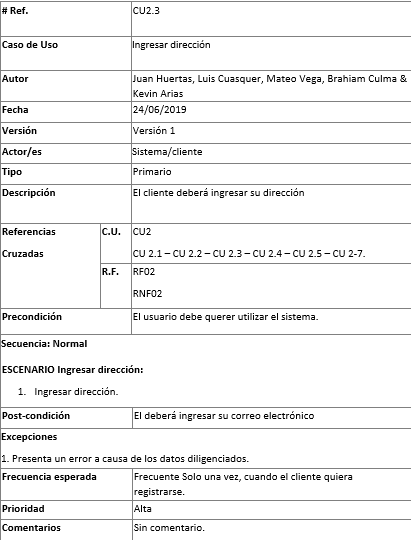 # Ref. CU2.3
Caso de Uso Ingresar dirección
Autor Juan Huertas, Luis Cuasquer, Mateo Vega, Brahiam Culma &
Kevin Arias
Fecha 24/06/2019
Versión Versión 1
Actor/es Sistema/cliente
Tipo Primario
Descripción El cliente deberá ingresar su dirección
Referencias C.U. CU2
Cruzadas CU 2.1 – CU 2.2 – CU 2.3 – CU 2.4 – CU 2.5 – CU 2-7.
R.F. RF02
RNF02
Precondición El usuario debe querer utilizar el sistema.
Secuencia: Normal
ESCENARIO Ingresar dirección:
1. Ingresar dirección.
Post-condición El deberá ingresar su correo electrónico
Excepciones
1. Presenta un error a causa de los datos diligenciados.
Frecuencia esperada Frecuente Solo una vez, cuando el cliente quiera
registrarse.
Prioridad Alta
Comentarios Sin comentario.